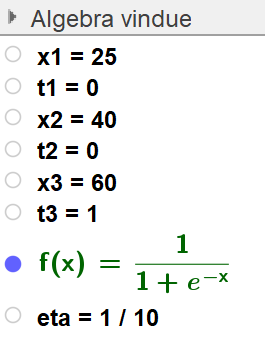 Algebra vindue
x1 = 25
t1 = 0
x2 = 40
t2 = 0
x3 = 60
t3 = 1
f(x) = 1 / (1 + e^(-x))
eta = 1 / 10